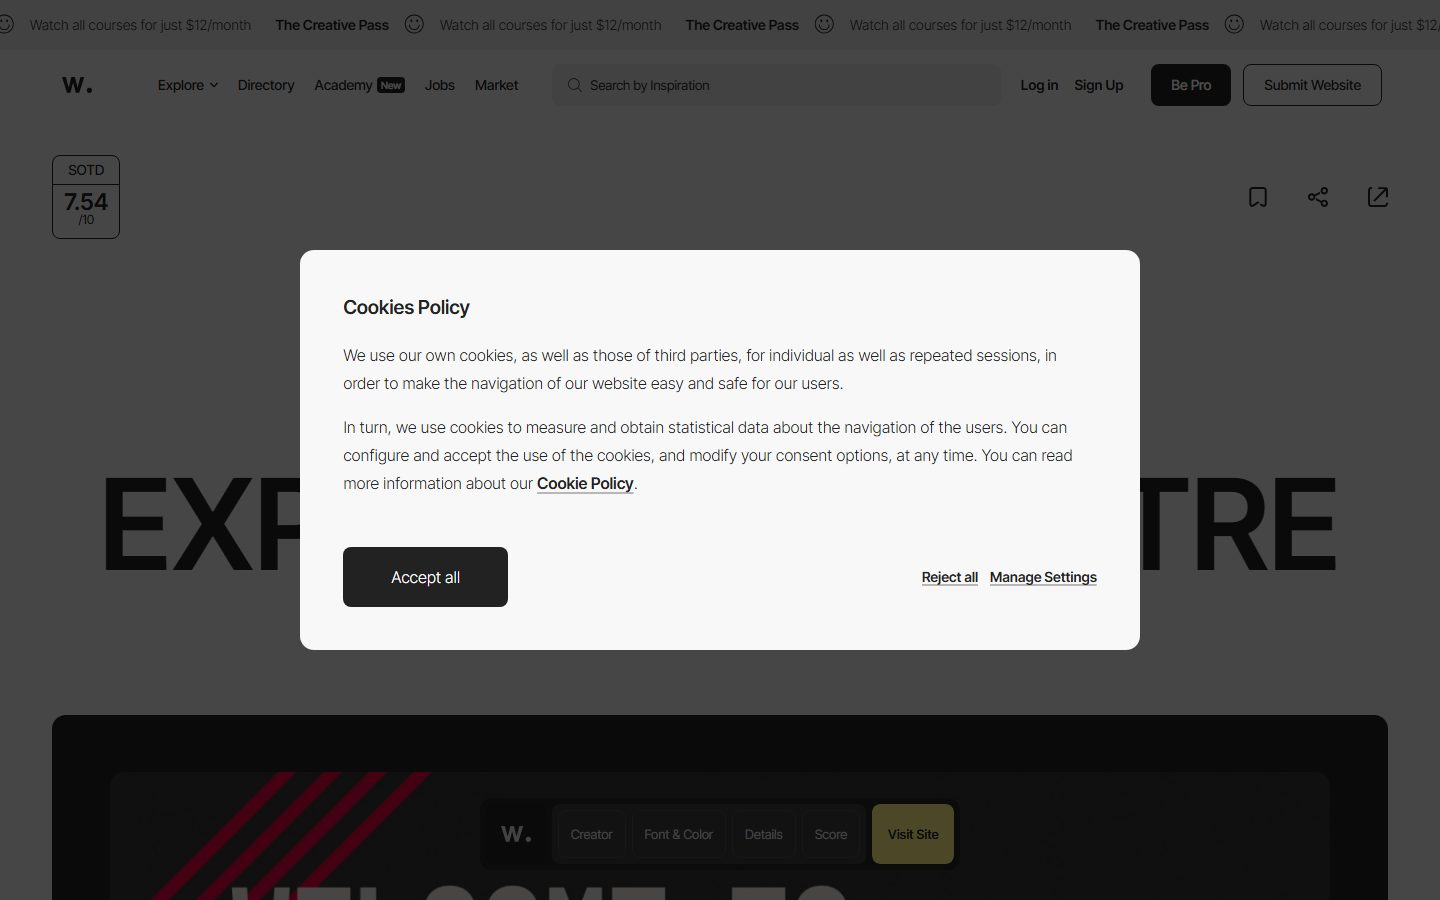 Watch all courses for just $12/month The Creative Pass Watch all courses for just $12/month The Creative Pass Watch all courses for just $12/month The Creative Pass Watch all courses for just $12/
W. Explore Directory Academy New Jobs Market Search by Inspiration Log in Sign Up Be Pro Submit Website
SOTD
7.54
/10
Cookies Policy
We use our own cookies, as well as those of third parties, for individual as well as repeated sessions, in
order to make the navigation of our website easy and safe for our users.
In turn, we use cookies to measure and obtain statistical data about the navigation of the users. You can
configure and accept the use of the cookies, and modify your consent options, at any time. You can read
more information about our Cookie Policy.
EXP TRE
Accept all Reject all Manage Settings
W. Creator Font & Color Details Score Visit Site
WELCOME TO